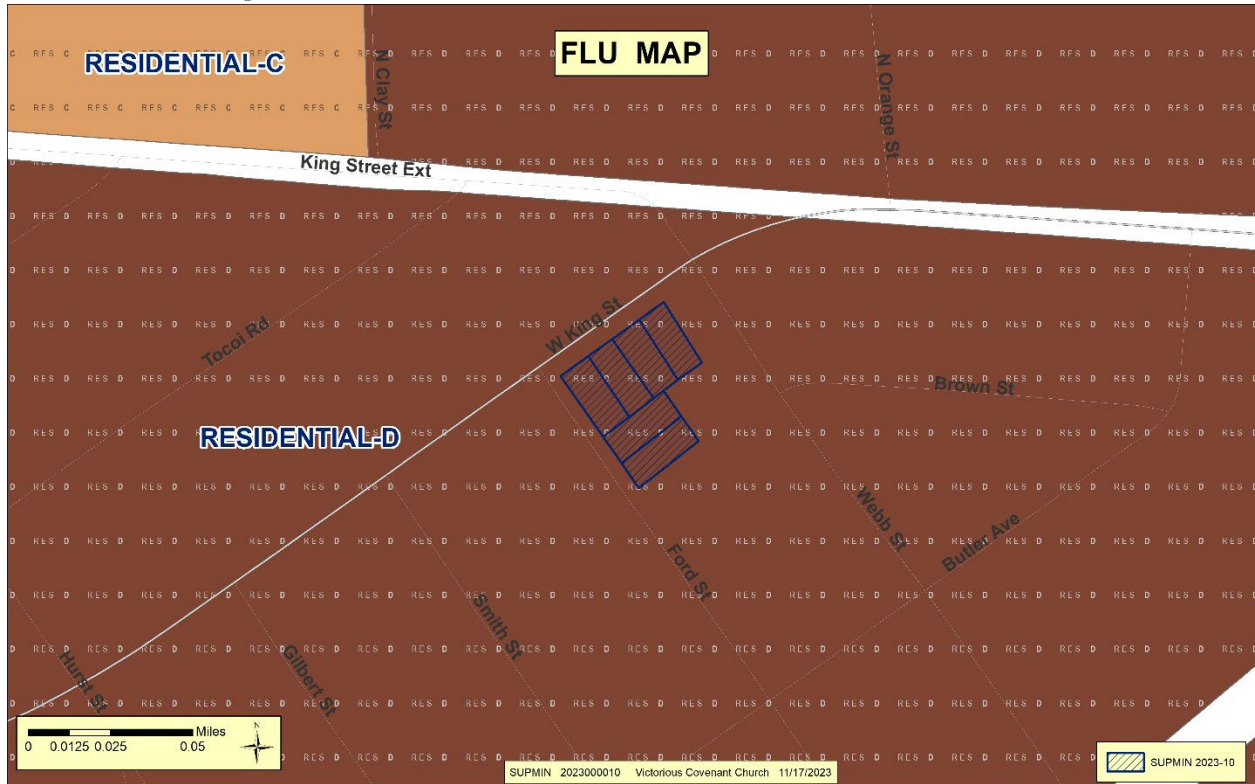 FLU MAP
RESIDENTIAL-C
N Clay St
N Orange St
King Street Ext
W King St
Tocoi Rd
Brown St
RESIDENTIAL-D
Webb St
Butler Ave
Ford St
Smith St
Gilbert St
Hurst St
RES C
RES D
Miles
0 0.0125 0.025 0.05
N
SUPMIN 2023000010 Victorious Covenant Church 11/17/2023
SUPMIN 2023-10